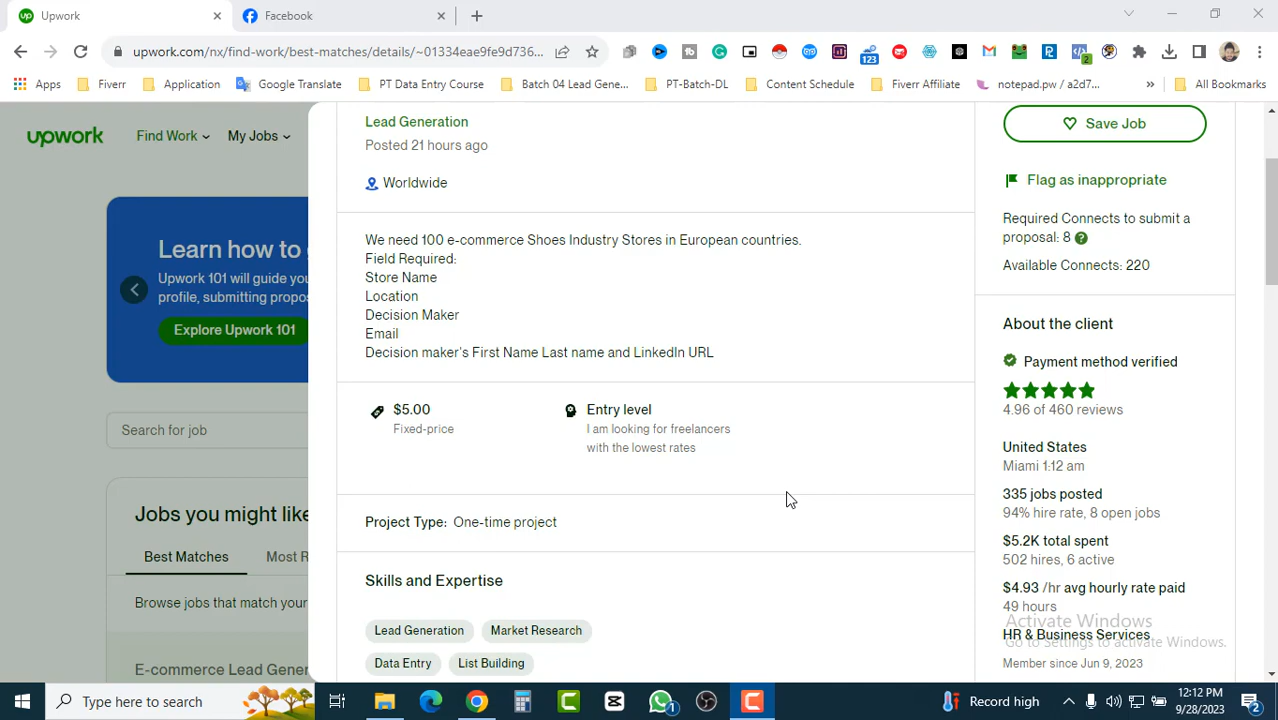 Upwork
Facebook
upwork.com/nx/find-work/best-matches/details/~01334eae9fe9d736...
123
2
Apps
Fiverr
Application
Google Translate
PT Data Entry Course
Batch 04 Lead Gene...
PT-Batch-DL
Content Schedule
Fiverr Affiliate
notepad.pw / a2d7...
»
All Bookmarks
upwork
Find Work
My Jobs
Learn how to
Upwork 101 will guide you
profile, submitting propos
Explore Upwork 101
Search for job
Jobs you might like
Best Matches
Most R
Browse jobs that match your
E-commerce Lead Gener
Lead Generation
Posted 21 hours ago
Worldwide
We need 100 e-commerce Shoes Industry Stores in European countries.
Field Required:
Store Name
Location
Decision Maker
Email
Decision maker's First Name Last name and LinkedIn URL
$5.00
Fixed-price
Entry level
I am looking for freelancers
with the lowest rates
Project Type: One-time project
Skills and Expertise
Lead Generation
Market Research
Data Entry
List Building
Save Job
Flag as inappropriate
Required Connects to submit a
proposal: 8
Available Connects: 220
About the client
Payment method verified
4.96 of 460 reviews
United States
Miami 1:12 am
335 jobs posted
94% hire rate, 8 open jobs
$5.2K total spent
502 hires, 6 active
$4.93 /hr avg hourly rate paid
49 hours
Activate Windows
Go to Settings to activate Windows.
HR & Business Services
Member since Jun 9, 2023
Type here to search
1
Record high
12:12 PM
9/28/2023
2